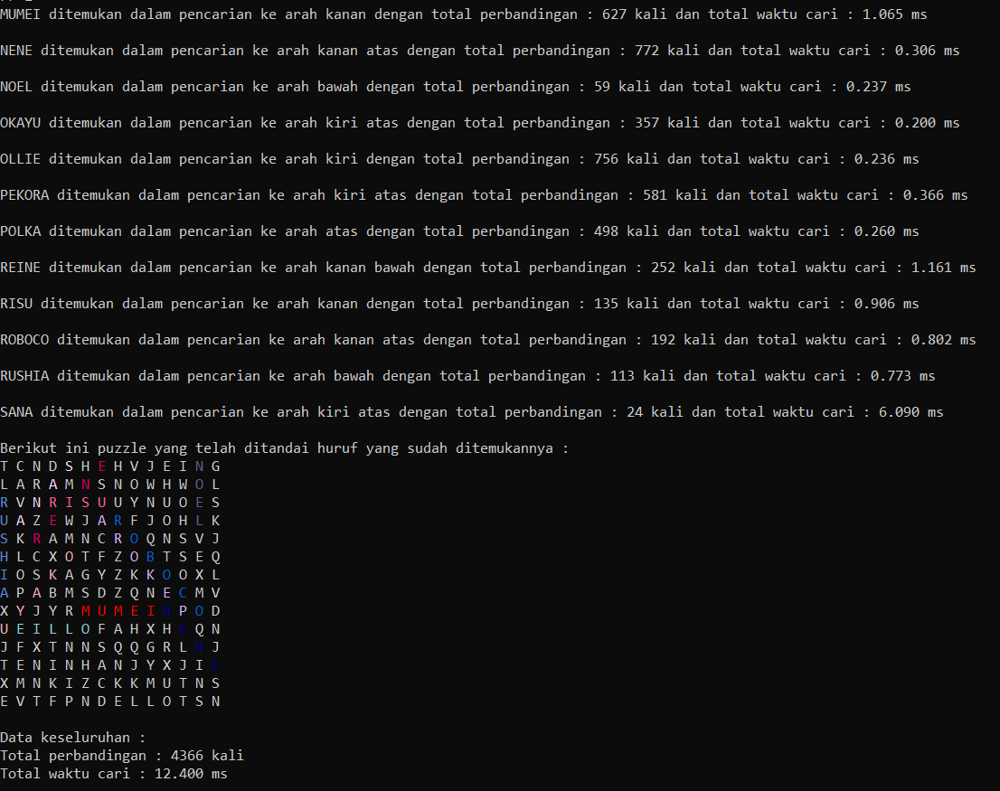 MUMEI ditemukan dalam pencarian ke arah kanan dengan total perbandingan : 627 kali dan total waktu cari : 1.065 ms
NENE ditemukan dalam pencarian ke arah kanan atas dengan total perbandingan : 772 kali dan total waktu cari : 0.306 ms
NOEL ditemukan dalam pencarian ke arah bawah dengan total perbandingan : 59 kali dan total waktu cari : 0.237 ms
OKAYU ditemukan dalam pencarian ke arah kiri atas dengan total perbandingan : 357 kali dan total waktu cari : 0.200 ms
OLLIE ditemukan dalam pencarian ke arah kiri dengan total perbandingan : 756 kali dan total waktu cari : 0.236 ms
PEKORA ditemukan dalam pencarian ke arah kiri atas dengan total perbandingan : 581 kali dan total waktu cari : 0.366 ms
POLKA ditemukan dalam pencarian ke arah atas dengan total perbandingan : 498 kali dan total waktu cari : 0.260 ms
REINE ditemukan dalam pencarian ke arah kanan bawah dengan total perbandingan : 252 kali dan total waktu cari : 1.161 ms
RISU ditemukan dalam pencarian ke arah kanan dengan total perbandingan : 135 kali dan total waktu cari : 0.906 ms
ROBOCO ditemukan dalam pencarian ke arah kanan atas dengan total perbandingan : 192 kali dan total waktu cari : 0.802 ms
RUSHIA ditemukan dalam pencarian ke arah bawah dengan total perbandingan : 113 kali dan total waktu cari : 0.773 ms
SANA ditemukan dalam pencarian ke arah kiri atas dengan total perbandingan : 24 kali dan total waktu cari : 6.090 ms
Berikut ini puzzle yang telah ditandai huruf yang sudah ditemukannya :
T C N D S H E H V J E I N G
L A R A M N S N O W H W O L
R V N R I S U U Y N U O E S
U A Z E W J A R F J O H L K
S K R A M N C R O Q N S V J
H L C X O T F Z O B T S E Q
I O S K A G Y Z K K O O X L
A P A B M S D Z Q N E C M V
X Y J Y R M U M E I N P O D
U E I L L O F A H X H C Q N
J F X T N N S Q Q G R L N J
T E N I N H A N J Y X J I E
X M N K I Z C K K M U T N S
E V T F P N D E L L O T S N
Data keseluruhan :
Total perbandingan : 4366 kali
Total waktu cari : 12.400 ms